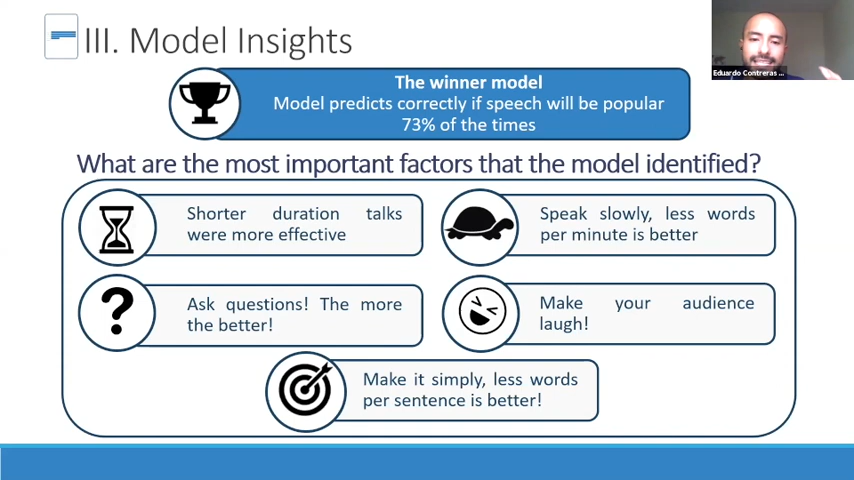 III. Model Insights
Eduardo Contreras ...
The winner model
Model predicts correctly if speech will be popular
73% of the times
What are the most important factors that the model identified?
Shorter duration talks
were more effective
Speak slowly, less words
per minute is better
Ask questions! The more
the better!
Make your audience
laugh!
Make it simply, less words
per sentence is better!